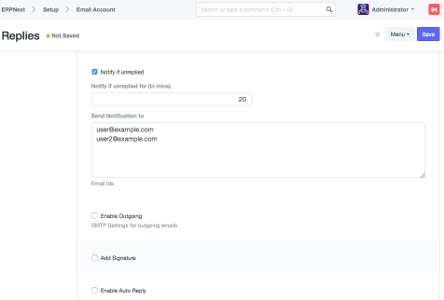 ERPNext > Setup > Email Account
Search or type a command (Ctrl + G)
Administrator
94
Replies
Not Saved
Menu
Save
Notify if unreplied
Notify if unreplied for (in mins)
20
Send Notification to
user@example.com
user2@example.com
Email Ids
Enable Outgoing
SMTP Settings for outgoing emails
Add Signature
Enable Auto Reply